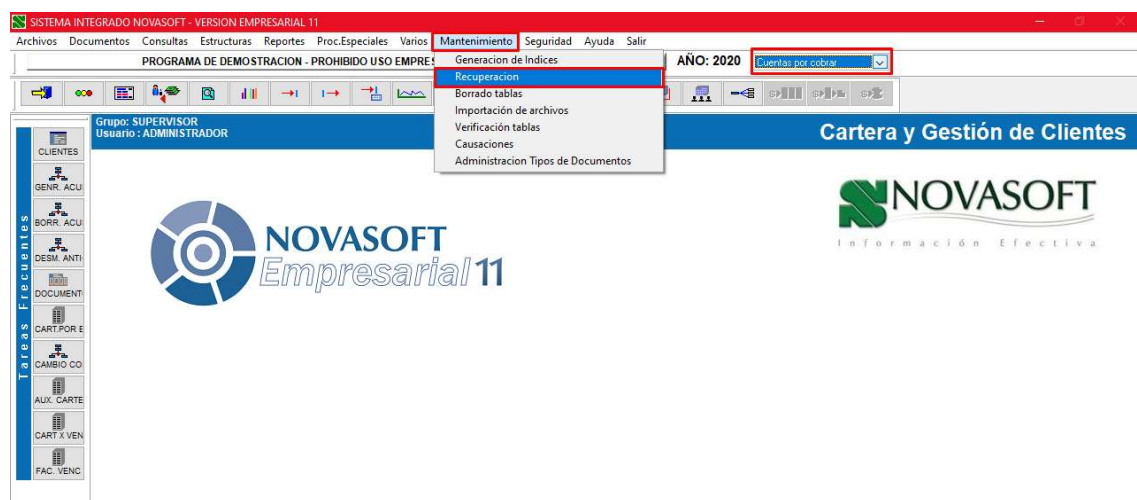 SISTEMA INTEGRADO NOVASOFT - VERSION EMPRESARIAL 11
Archivos Documentos Consultas Estructuras Reportes Proc.Especiales Varios Mantenimiento Seguridad Ayuda Salir
PROGRAMA DE DEMOSTRACION - PROHIBIDO USO EMPRES
AÑO: 2020
Cuentas por cobrar
Generacion de Indices
Recuperacion
Borrado tablas
Importación de archivos
Verificación tablas
Causaciones
Administracion Tipos de Documentos
Grupo: SUPERVISOR
Usuario : ADMINISTRADOR
Cartera y Gestión de Clientes
Tareas Frecuentes
CLIENTES
GENR. ACU
BORR. ACU
DESM. ANTI
DOCUMENT
CART.POR E
CAMBIO CO
AUX. CARTE
CART X VEN
FAC. VENC
NOVASOFT
Empresarial 11
NOVASOFT
Información Efectiva